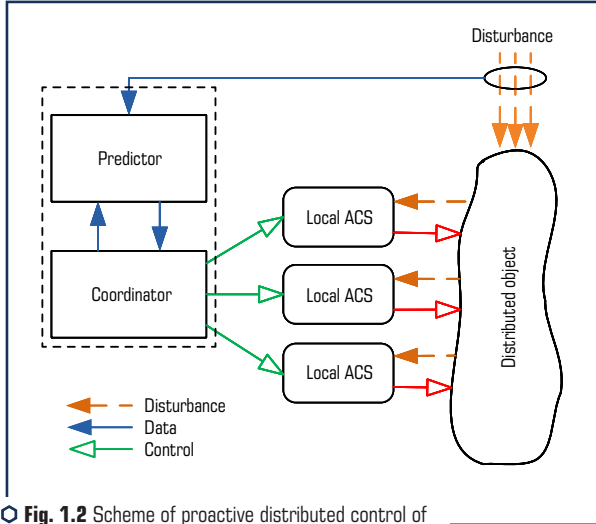 Disturbance
Predictor
Coordinator
Local ACS
Local ACS
Local ACS
Distributed object
Disturbance
Data
Control
Fig. 1.2 Scheme of proactive distributed control of